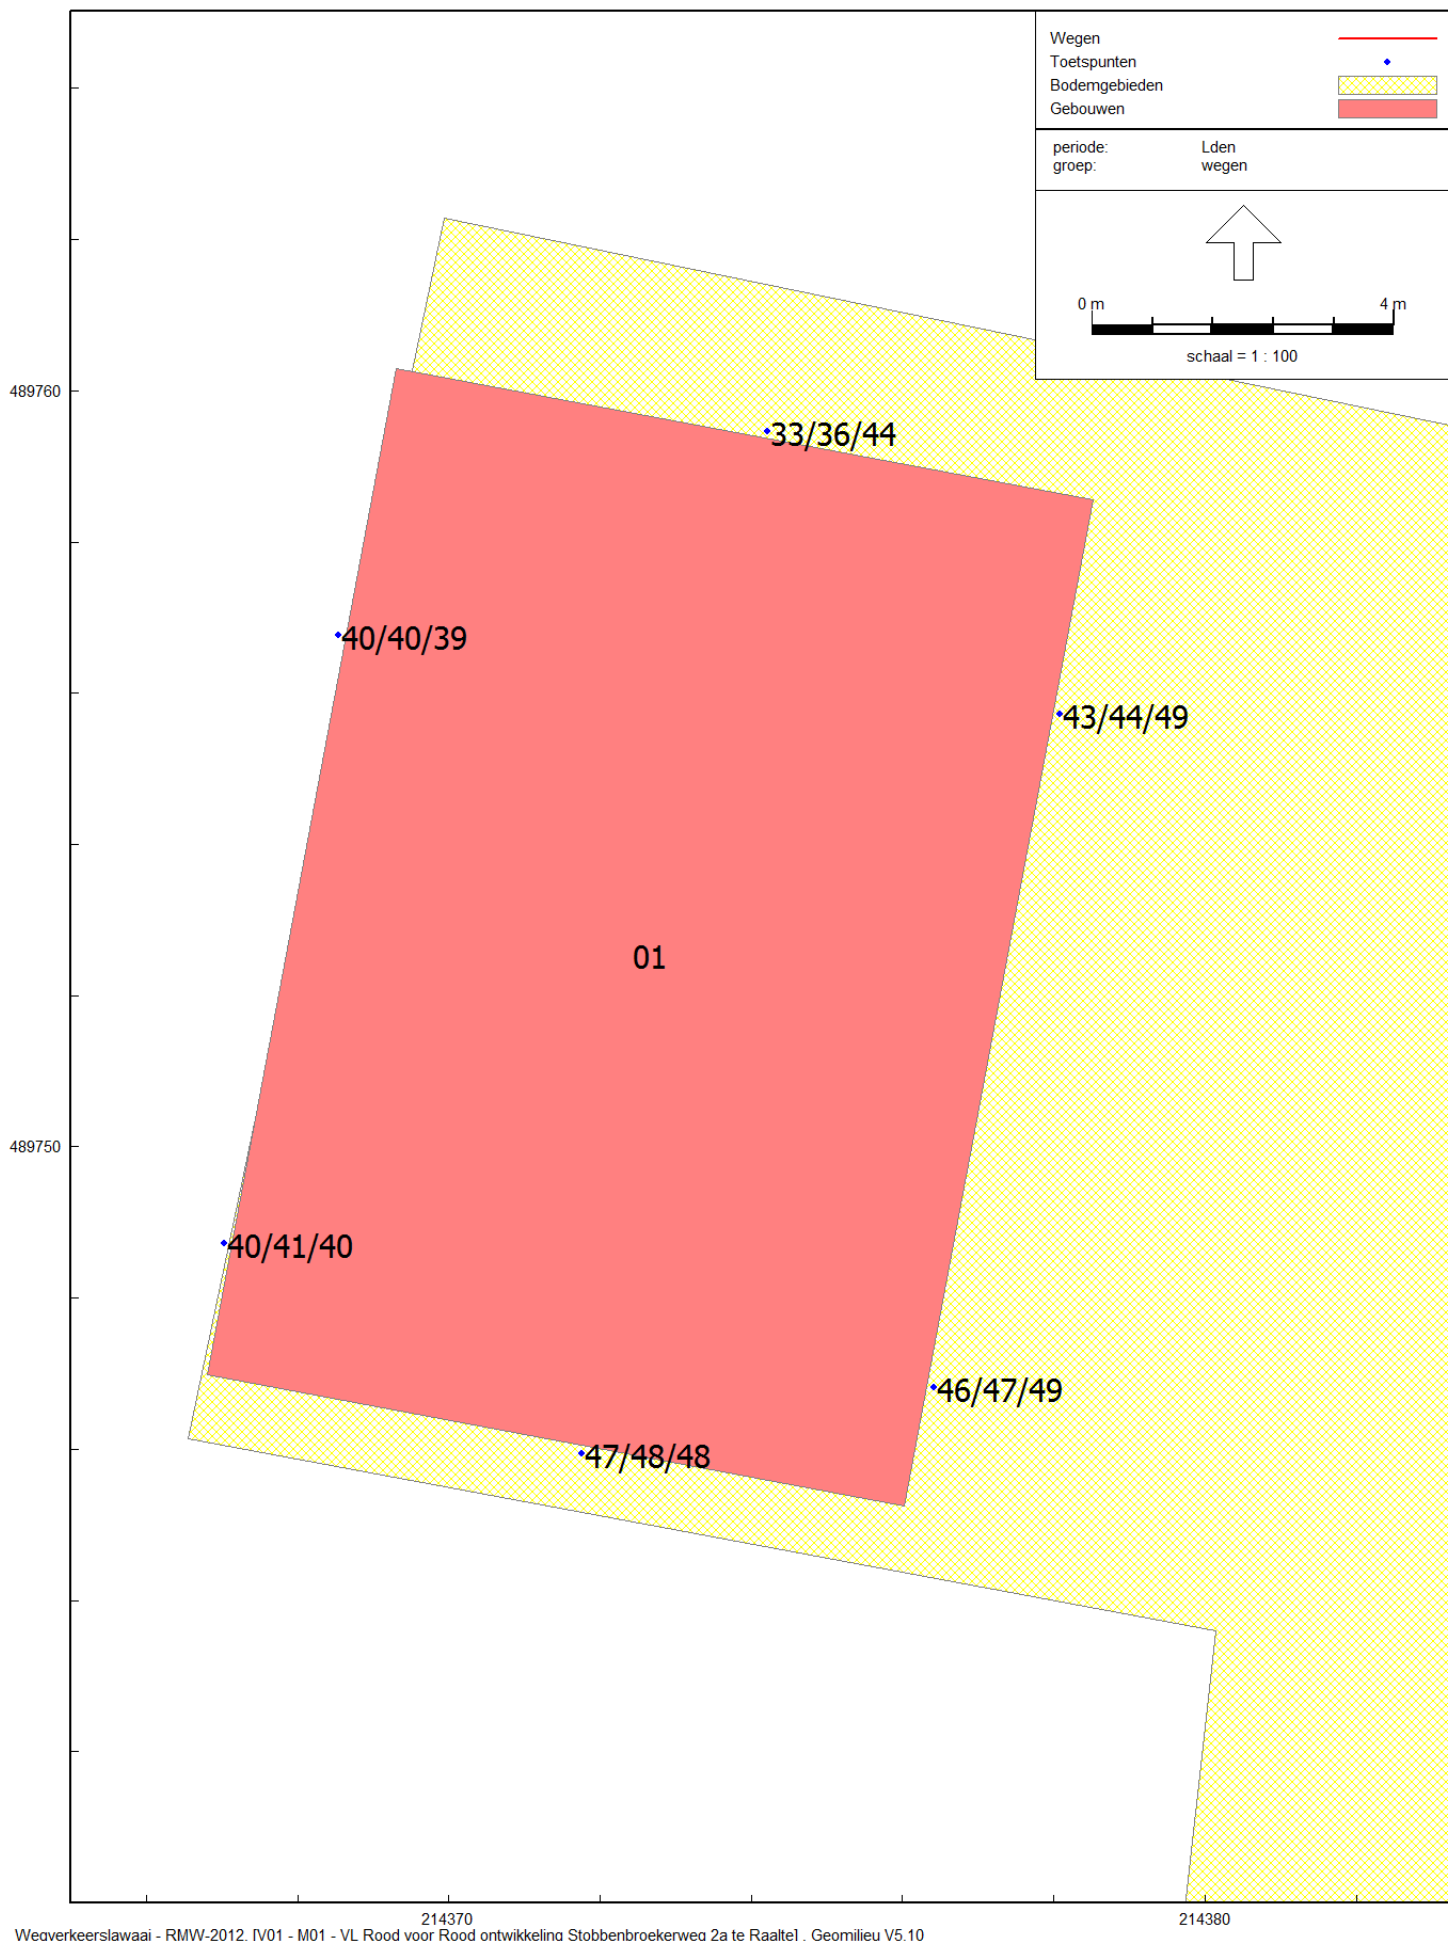 Wegen
Toetspunten
Bodemgebieden
Gebouwen
periode: Lden
groep: wegen
0 m 4 m
schaal = 1 : 100
489760
33/36/44
40/40/39
43/44/49
01
489750
40/41/40
46/47/49
47/48/48
214370 214380
Wegverkeerslawaai - RMW-2012, [V01 - M01 - VL Rood voor Rood ontwikkeling Stobbenbroekerweg 2a te Raalte] , Geomilieu V5.10